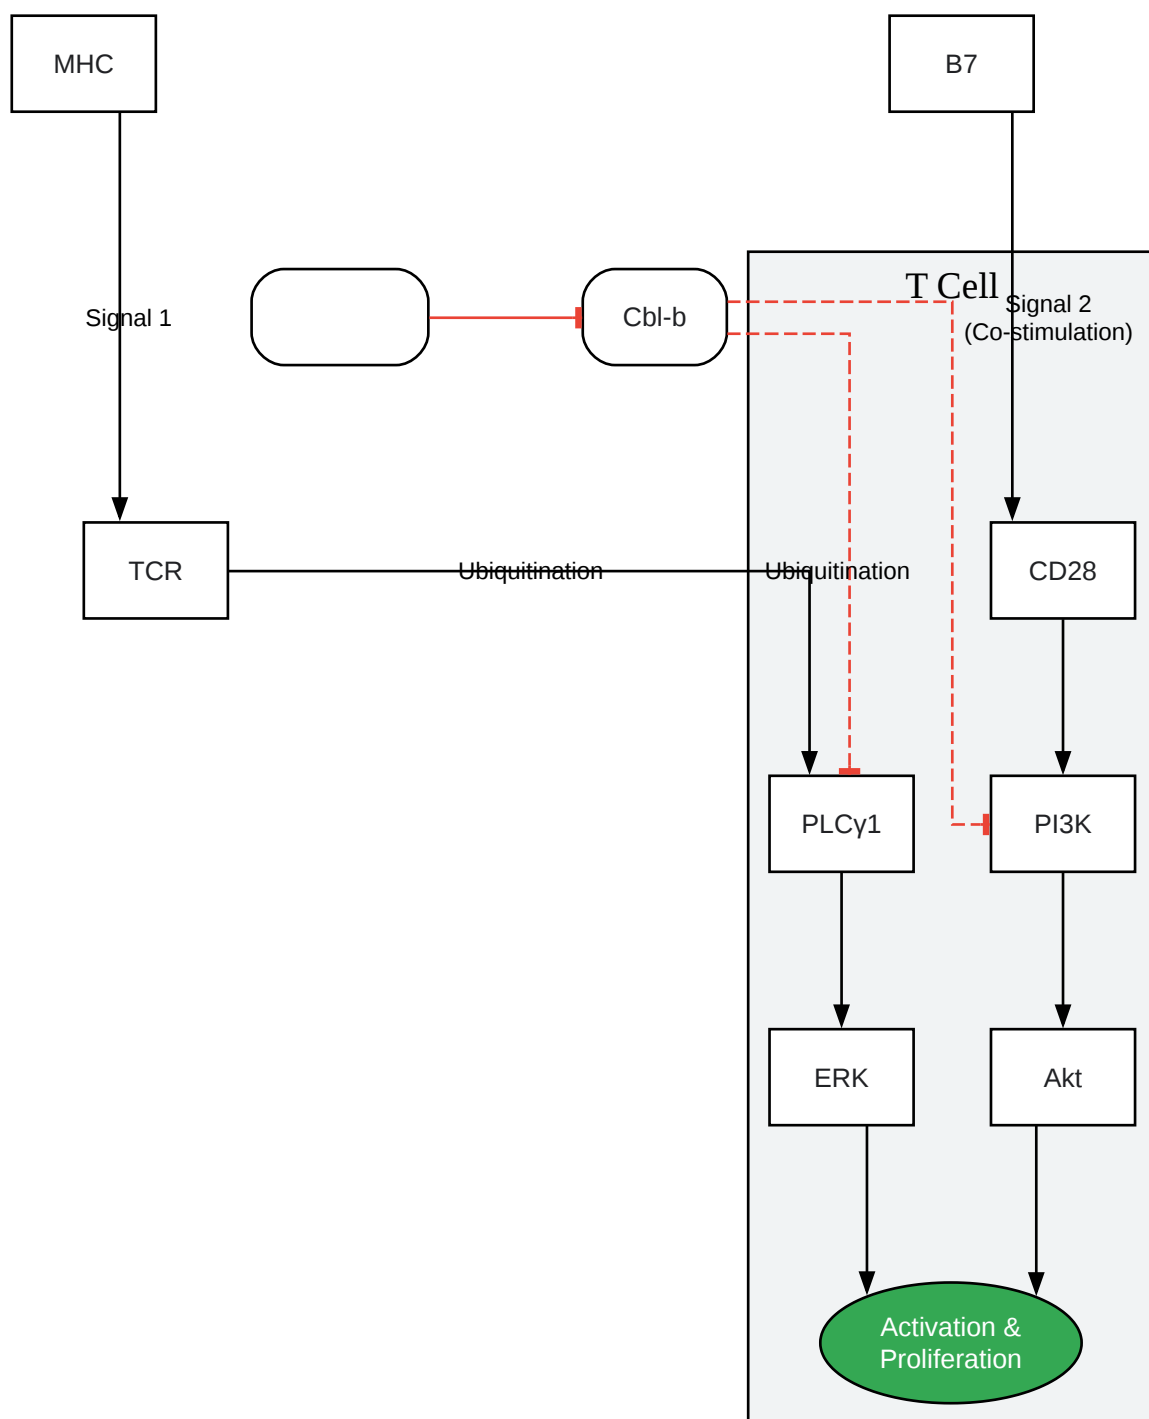 MHC
B7
T Cell
Signal 1
Cbl-b
Signal 2
(Co-stimulation)
TCR
Ubiquitination
Ubiquitination
CD28
PLCγ1
PI3K
ERK
Akt
Activation &
Proliferation